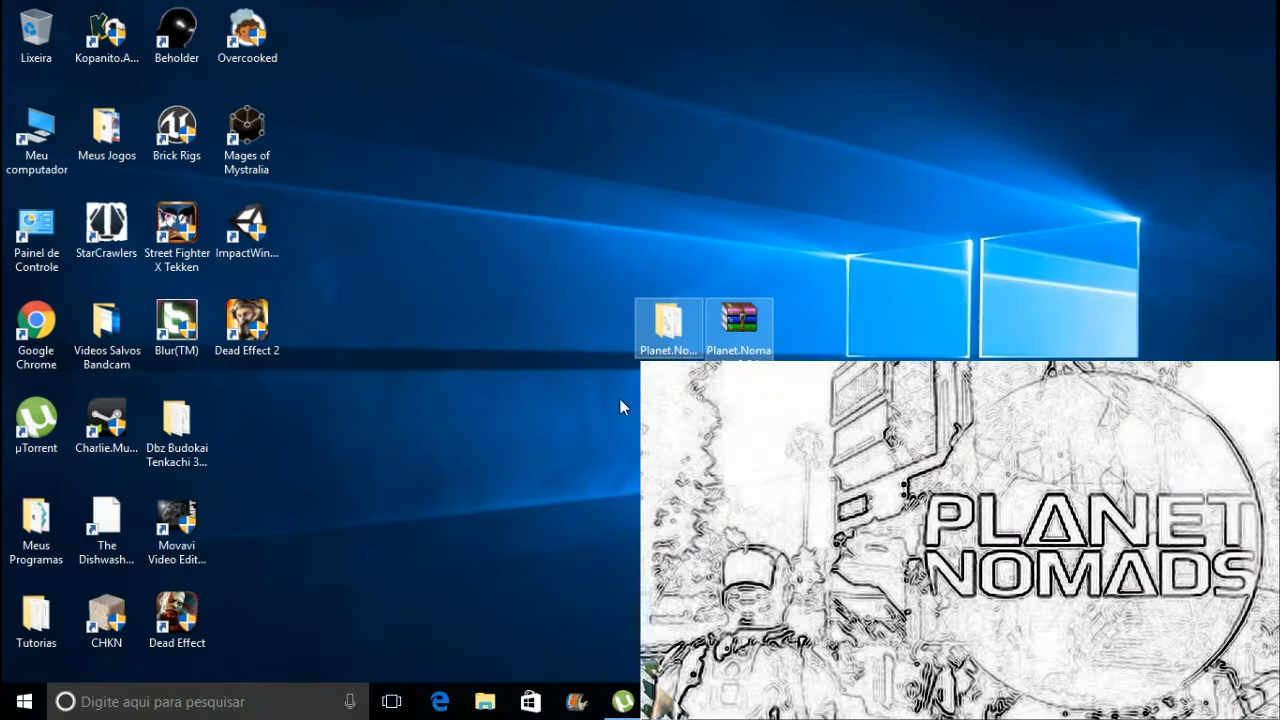 Lixeira
Kopanito.A...
Beholder
Overcooked
Meu
computador
Meus Jogos
Brick Rigs
Mages of
Mystralia
Painel de
Controle
StarCrawlers
Street Fighter
X Tekken
ImpactWin...
Google
Chrome
Videos Salvos
Bandcam
Blur(TM)
Dead Effect 2
Planet.No...
Planet.Noma
µTorrent
Charlie.Mu...
Dbz Budokai
Tenkachi 3...
Meus
Programas
The
Dishwash...
Movavi
Video Edit...
Tutorias
CHKN
Dead Effect
PLANET
NOMADS
Digite aqui para pesquisar